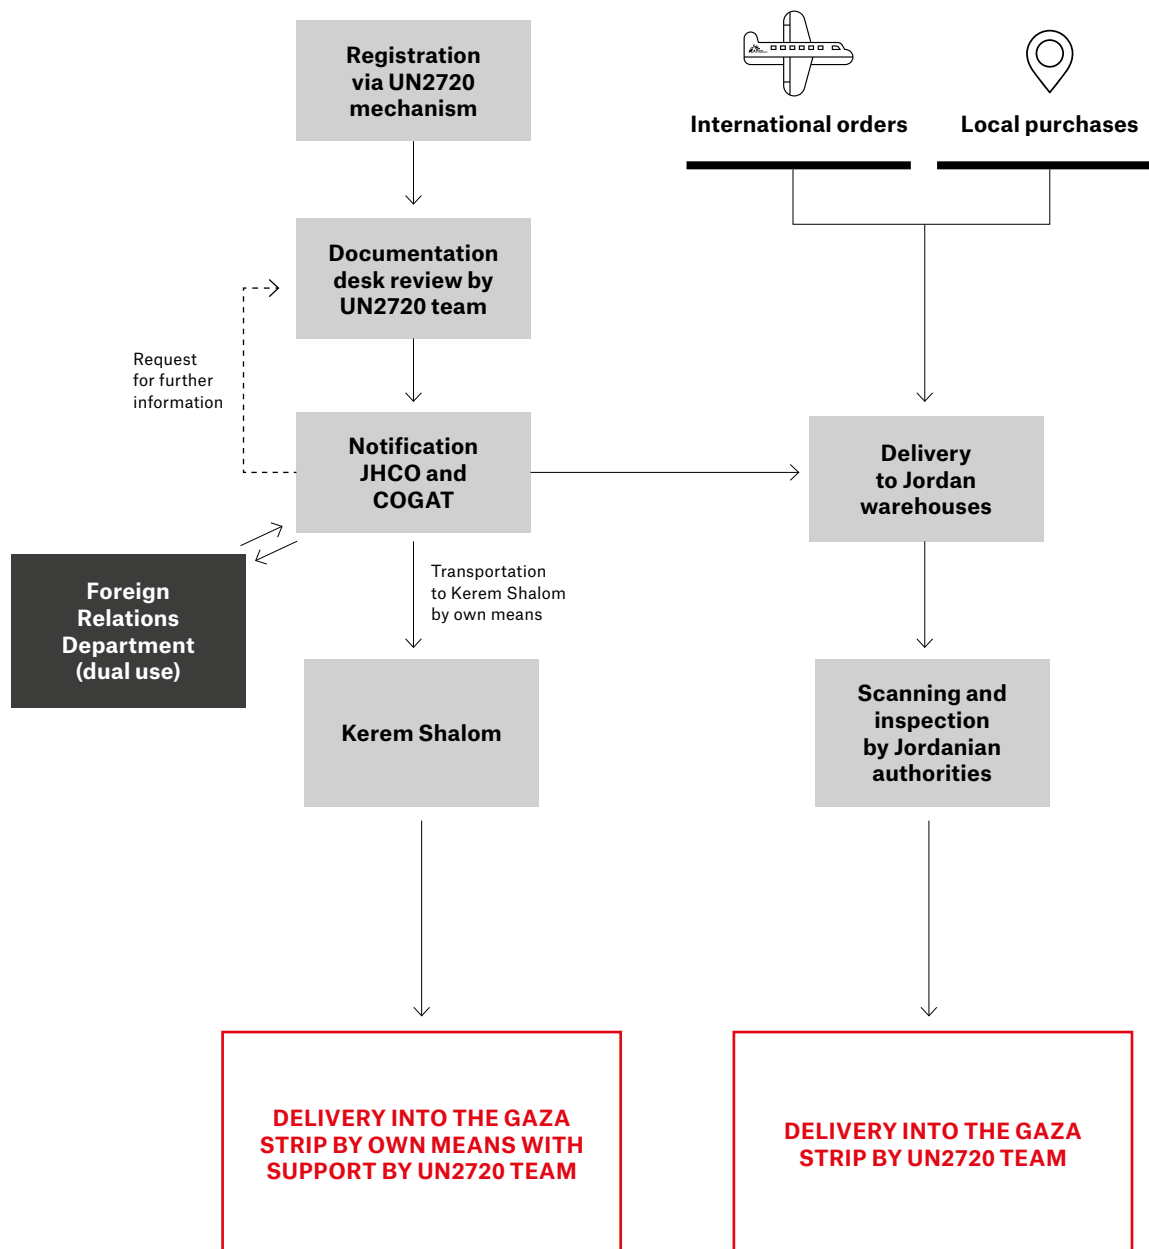 Registration
via UN2720
mechanism
International orders
Local purchases
Documentation
desk review by
UN2720 team
Request
for further
information
Notification
JHCO and
COGAT
Delivery
to Jordan
warehouses
Foreign
Relations
Department
(dual use)
Transportation
to Kerem Shalom
by own means
Kerem Shalom
Scanning and
inspection
by Jordanian
authorities
DELIVERY INTO THE GAZA
STRIP BY OWN MEANS WITH
SUPPORT BY UN2720 TEAM
DELIVERY INTO THE GAZA
STRIP BY UN2720 TEAM